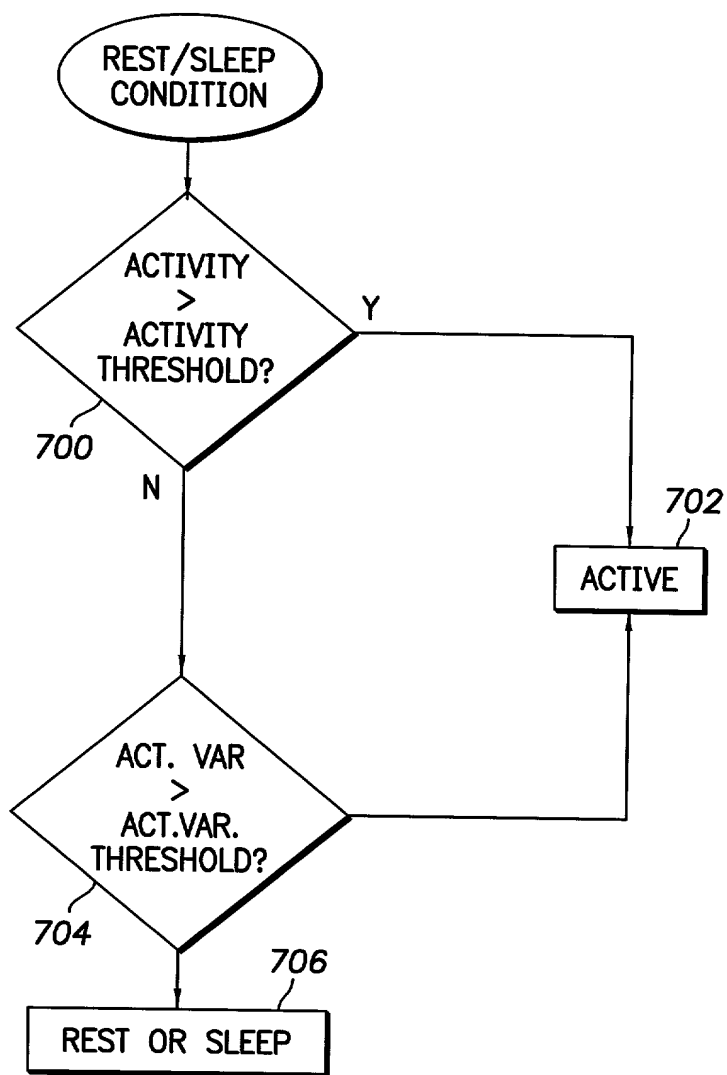 REST/SLEEP
CONDITION
ACTIVITY
>
ACTIVITY
THRESHOLD?
Y
700
N
702
ACTIVE
ACT. VAR
>
ACT.VAR.
THRESHOLD?
704
706
REST OR SLEEP